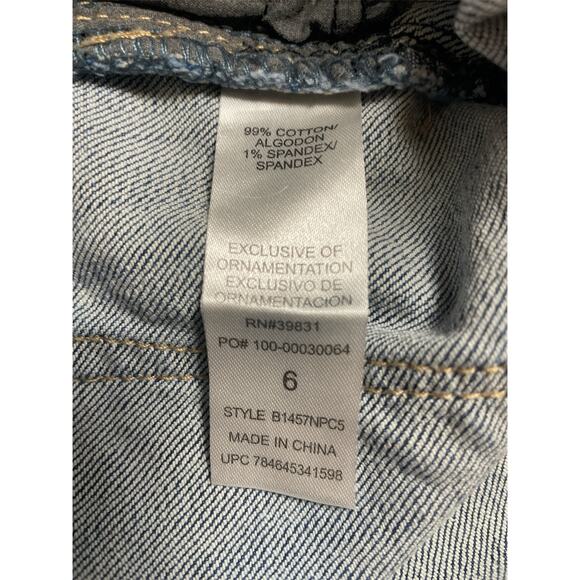 99% COTTON/
ALGODON
1% SPANDEX/
SPANDEX
EXCLUSIVE OF
ORNAMENTATION
EXCLUSIVO DE
ORNAMENTACION
RN#39831
PO# 100-00030064
6
STYLE B1457NPC5
MADE IN CHINA
UPC 784645341598